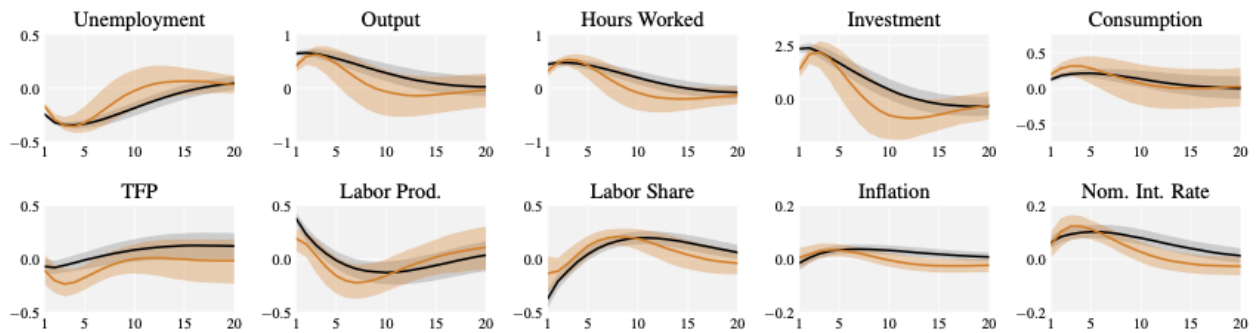 Unemployment Output Hours Worked Investment Consumption
0.5 1 1 2.5 0.5
0.0 0 0 0.0 0.0
−0.5 −1 −1 −0.5
1 5 10 15 20 1 5 10 15 20 1 5 10 15 20 1 5 10 15 20 1 5 10 15 20
TFP Labor Prod. Labor Share Inflation Nom. Int. Rate
0.5 0.5 0.5 0.2 0.2
0.0 0.0 0.0 0.0 0.0
−0.5 −0.5 −0.5 −0.2 −0.2
1 5 10 15 20 1 5 10 15 20 1 5 10 15 20 1 5 10 15 20 1 5 10 15 20